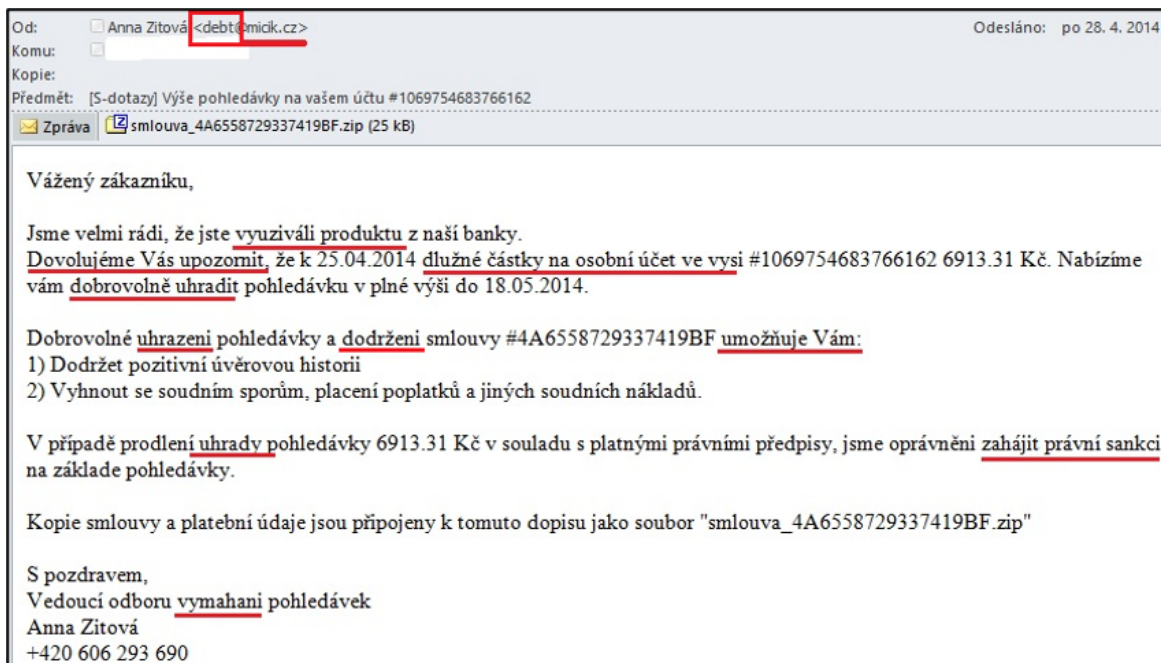 Od: Anna Zitová <debt@micik.cz> Odesláno: po 28. 4. 2014
Komu:
Kopie:
Předmět: [S-dotazy] Výše pohledávky na vašem účtu #1069754683766162
Zpráva smlouva_4A6558729337419BF.zip (25 kB)
Vážený zákazníku,
Jsme velmi rádi, že jste vyuziváli produktu z naší banky.
Dovolujéme Vás upozornit, že k 25.04.2014 dlužné částky na osobní účet ve vysi #1069754683766162 6913.31 Kč. Nabízíme
vám dobrovolně uhradit pohledávku v plné výši do 18.05.2014.
Dobrovolné uhrazeni pohledávky a dodrženi smlouvy #4A6558729337419BF umožňuje Vám:
1) Dodržet pozitivní úvěrovou historii
2) Vyhnout se soudním sporům, placení poplatků a jiných soudních nákladů.
V případě prodlení uhrady pohledávky 6913.31 Kč v souladu s platnými právními předpisy, jsme oprávněni zahájit právní sankci
na základe pohledávky.
Kopie smlouvy a platební údaje jsou připojeny k tomuto dopisu jako soubor "smlouva_4A6558729337419BF.zip"
S pozdravem,
Vedoucí odboru vymahani pohledávek
Anna Zitová
+420 606 293 690